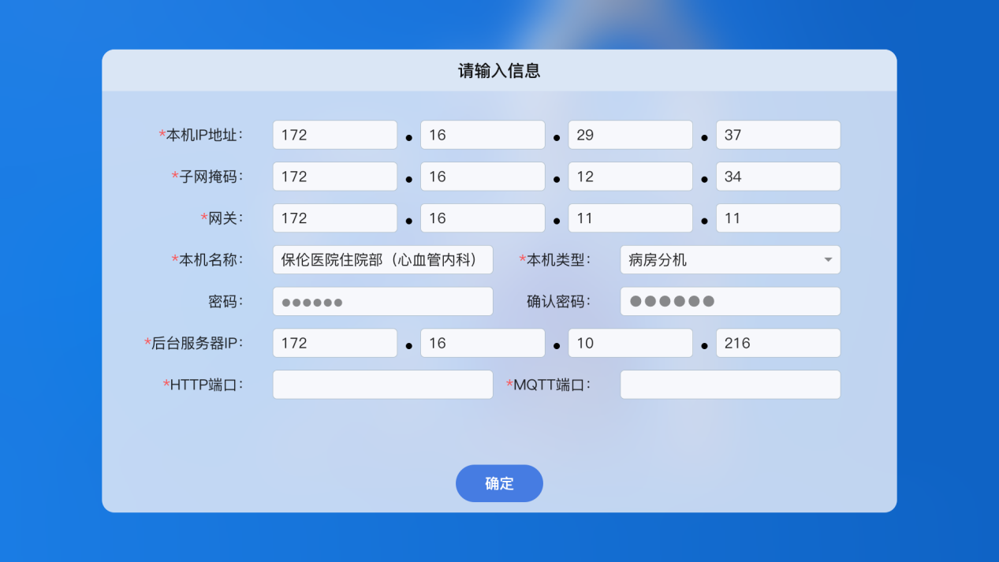 请输入信息
*本机IP地址： 172 . 16 . 29 . 37
*子网掩码： 172 . 16 . 12 . 34
*网关： 172 . 16 . 11 . 11
*本机名称： 保伦医院住院部（心血管内科） *本机类型： 病房分机
密码： ●●●●●● 确认密码： ●●●●●●
*后台服务器IP： 172 . 16 . 10 . 216
*HTTP端口： *MQTT端口：
确定